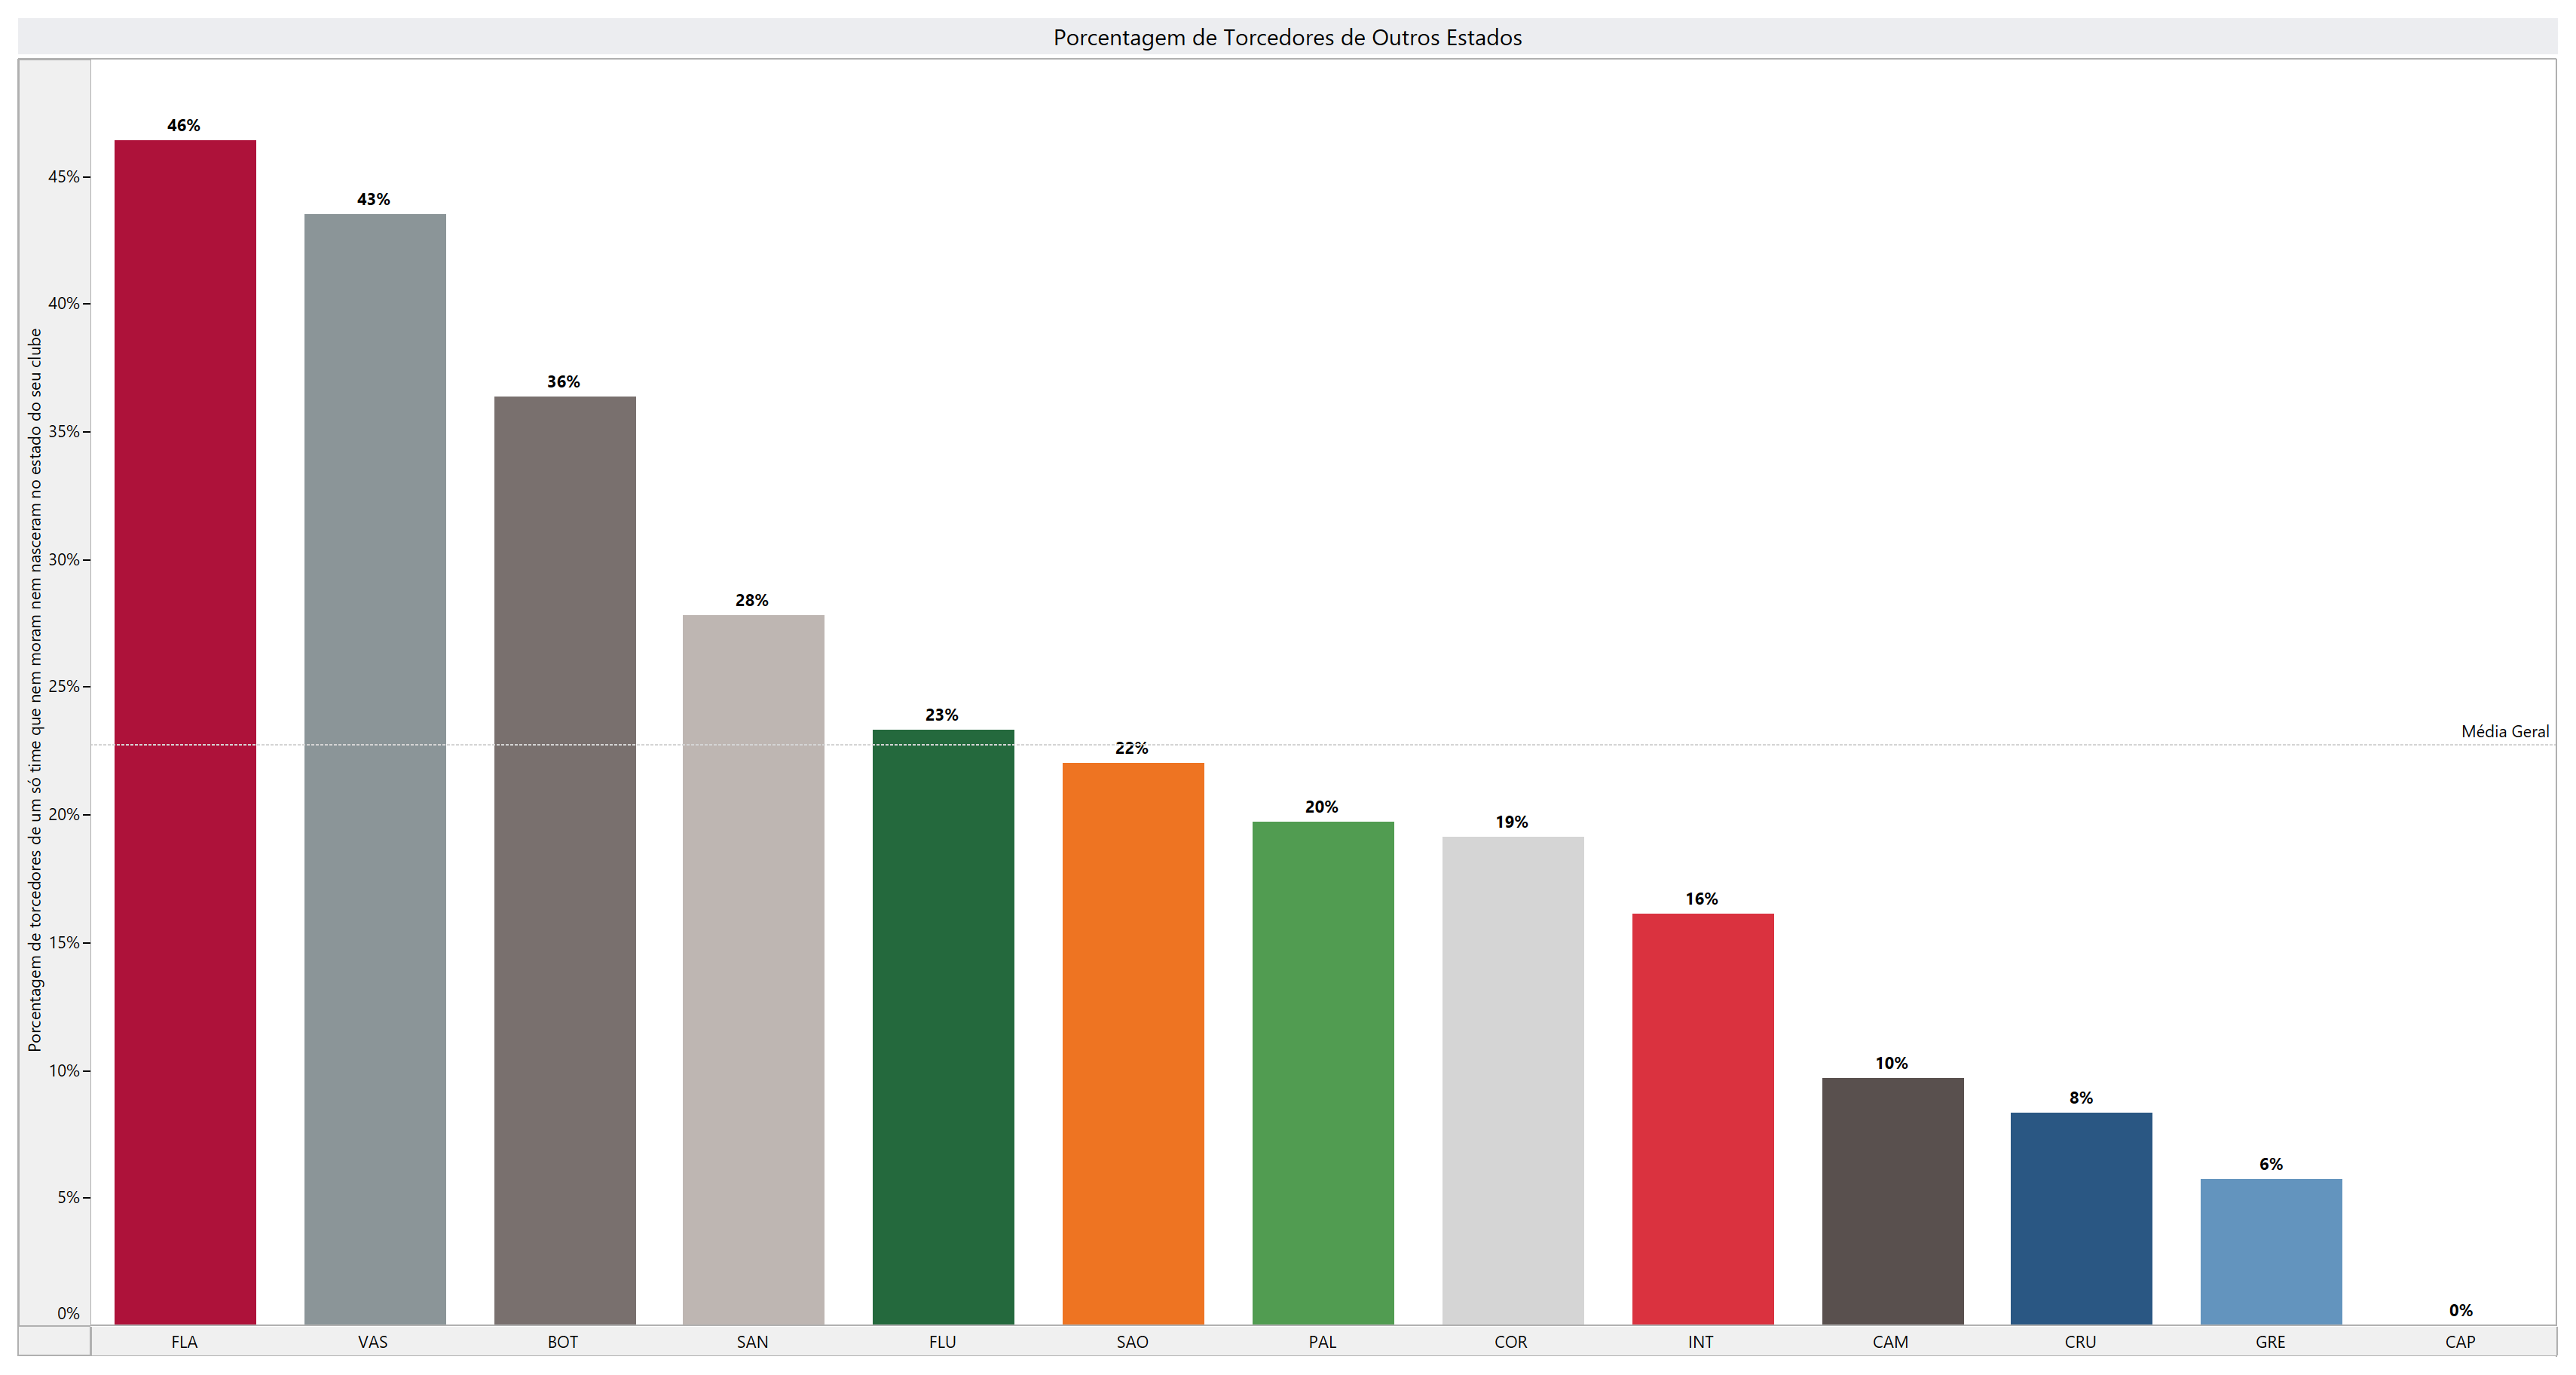 Porcentagem de Torcedores de Outros Estados
Porcentagem de torcedores de um só time que nem moram nem nasceram no estado do seu clube
45%
40%
35%
30%
25%
20%
15%
10%
5%
0%
46%
43%
36%
28%
23%
22%
20%
19%
16%
10%
8%
6%
0%
Média Geral
FLA
VAS
BOT
SAN
FLU
SAO
PAL
COR
INT
CAM
CRU
GRE
CAP